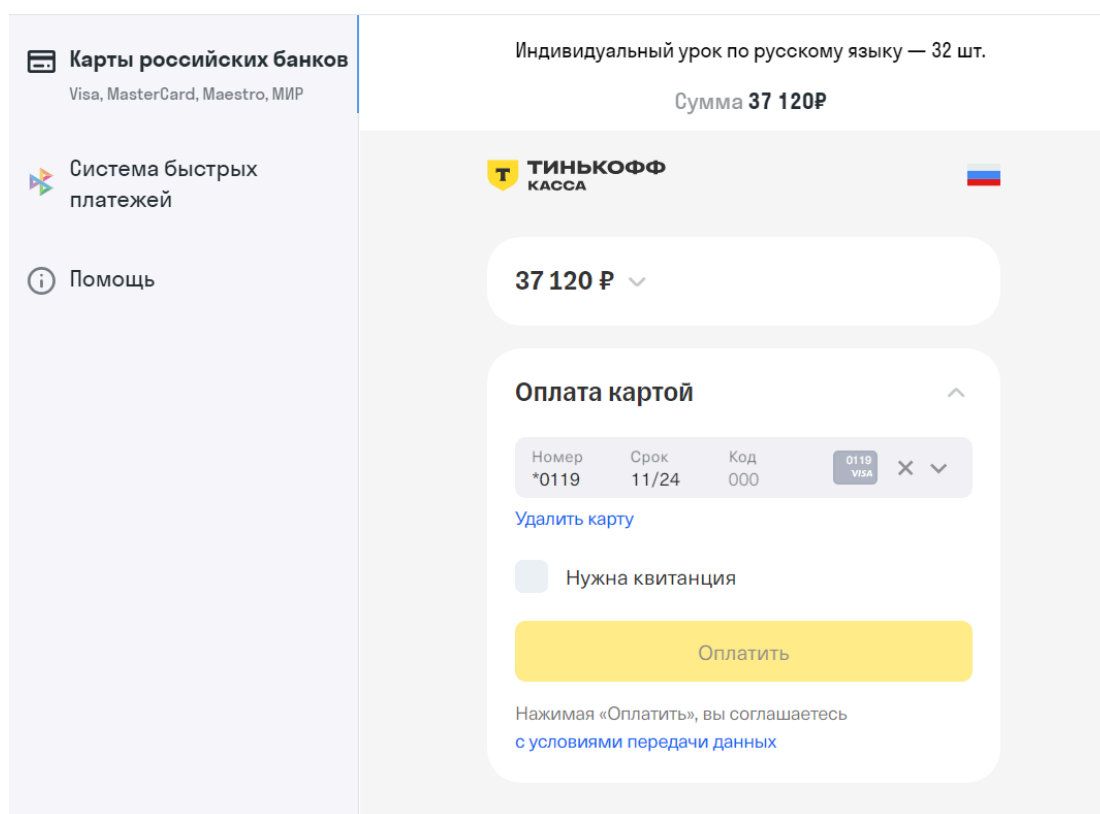 Карты российских банков
Visa, MasterCard, Maestro, МИР
Система быстрых
платежей
Помощь
Индивидуальный урок по русскому языку — 32 шт.
Сумма 37 120₽
Т ТИНЬКОФФ
КАССА
37 120 ₽
Оплата картой
Номер Срок Код
*0119 11/24 000
0119
VISA
Удалить карту
Нужна квитанция
Оплатить
Нажимая «Оплатить», вы соглашаетесь
с условиями передачи данных